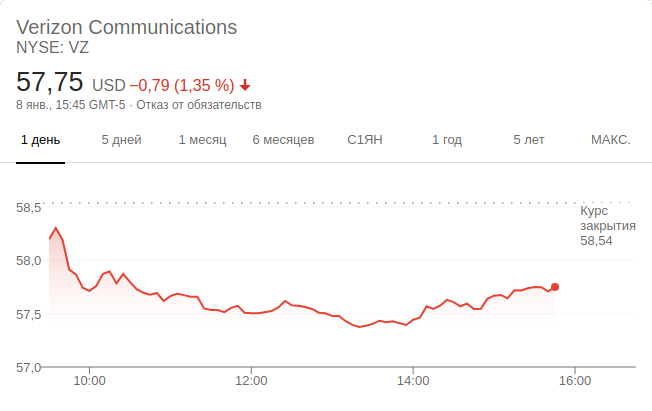 Verizon Communications
NYSE: VZ
57,75 USD −0,79 (1,35 %)
8 янв., 15:45 GMT-5 · Отказ от обязательств
1 день 5 дней 1 месяц 6 месяцев С1ЯН 1 год 5 лет МАКС.
58,5
Курс
закрытия
58,54
58,0
57,5
57,0
10:00 12:00 14:00 16:00